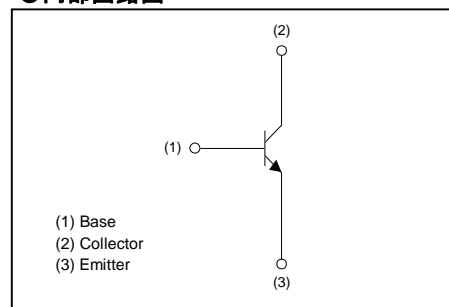 (2)
(1)
(1) Base
(2) Collector
(3) Emitter
(3)